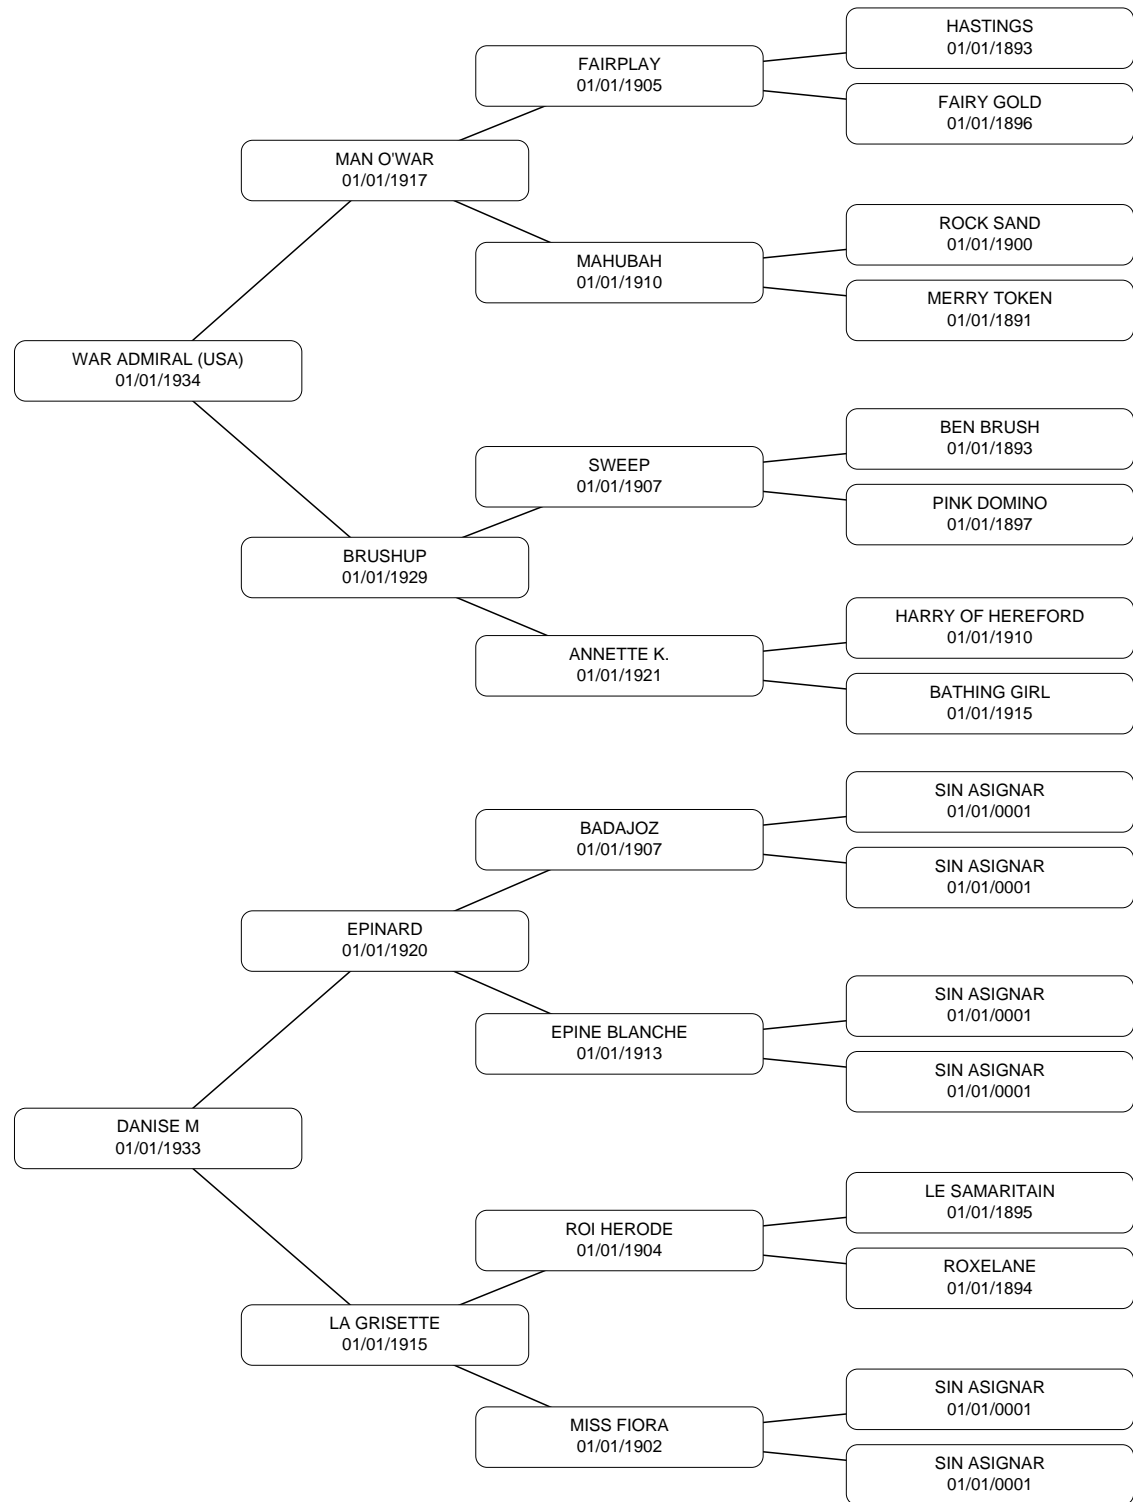 HASTINGS
01/01/1893
FAIRPLAY
01/01/1905
FAIRY GOLD
01/01/1896
MAN O'WAR
01/01/1917
ROCK SAND
01/01/1900
MAHUBAH
01/01/1910
MERRY TOKEN
01/01/1891
WAR ADMIRAL (USA)
01/01/1934
BEN BRUSH
01/01/1893
SWEEP
01/01/1907
PINK DOMINO
01/01/1897
BRUSHUP
01/01/1929
HARRY OF HEREFORD
01/01/1910
ANNETTE K.
01/01/1921
BATHING GIRL
01/01/1915
SIN ASIGNAR
01/01/0001
BADAJOZ
01/01/1907
SIN ASIGNAR
01/01/0001
EPINARD
01/01/1920
SIN ASIGNAR
01/01/0001
EPINE BLANCHE
01/01/1913
SIN ASIGNAR
01/01/0001
DANISE M
01/01/1933
LE SAMARITAIN
01/01/1895
ROI HERODE
01/01/1904
ROXELANE
01/01/1894
LA GRISETTE
01/01/1915
SIN ASIGNAR
01/01/0001
MISS FIORA
01/01/1902
SIN ASIGNAR
01/01/0001